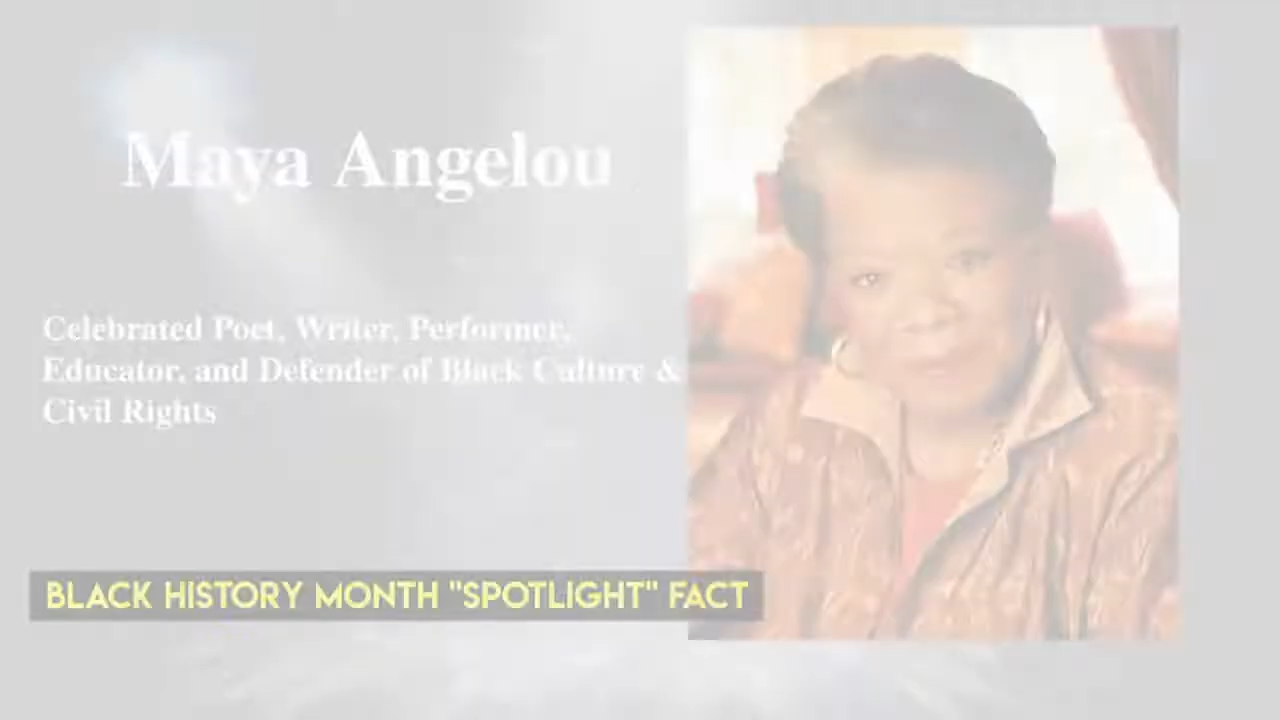 Maya Angelou
Celebrated Poet, Writer, Performer,
Educator, and Defender of Black Culture &
Civil Rights
BLACK HISTORY MONTH "SPOTLIGHT" FACT